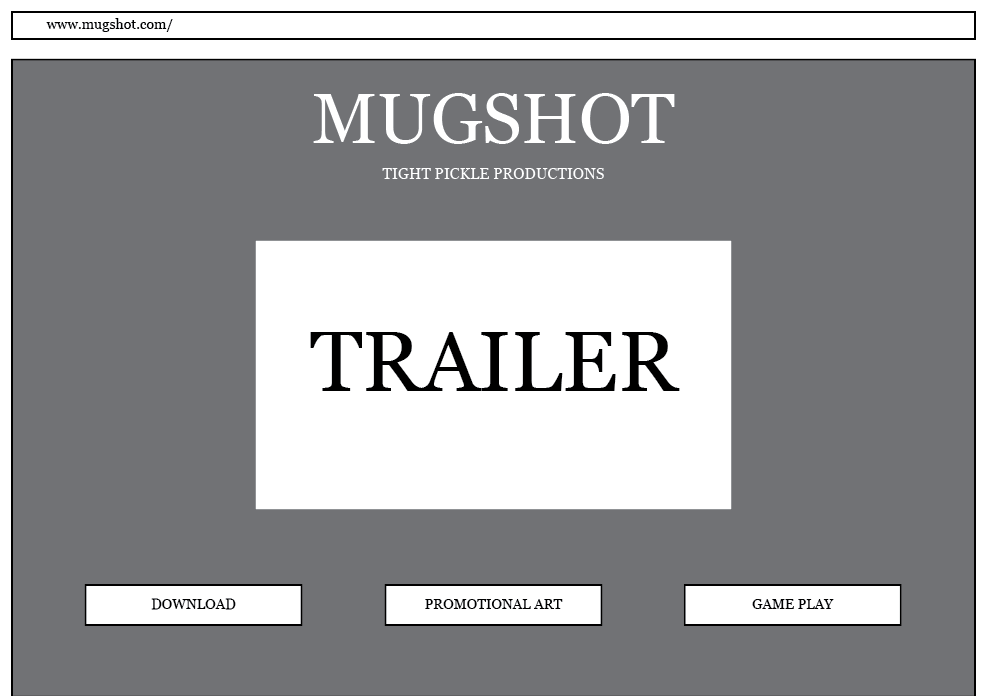 www.mugshot.com/
MUGSHOT
TIGHT PICKLE PRODUCTIONS
TRAILER
DOWNLOAD
PROMOTIONAL ART
GAME PLAY